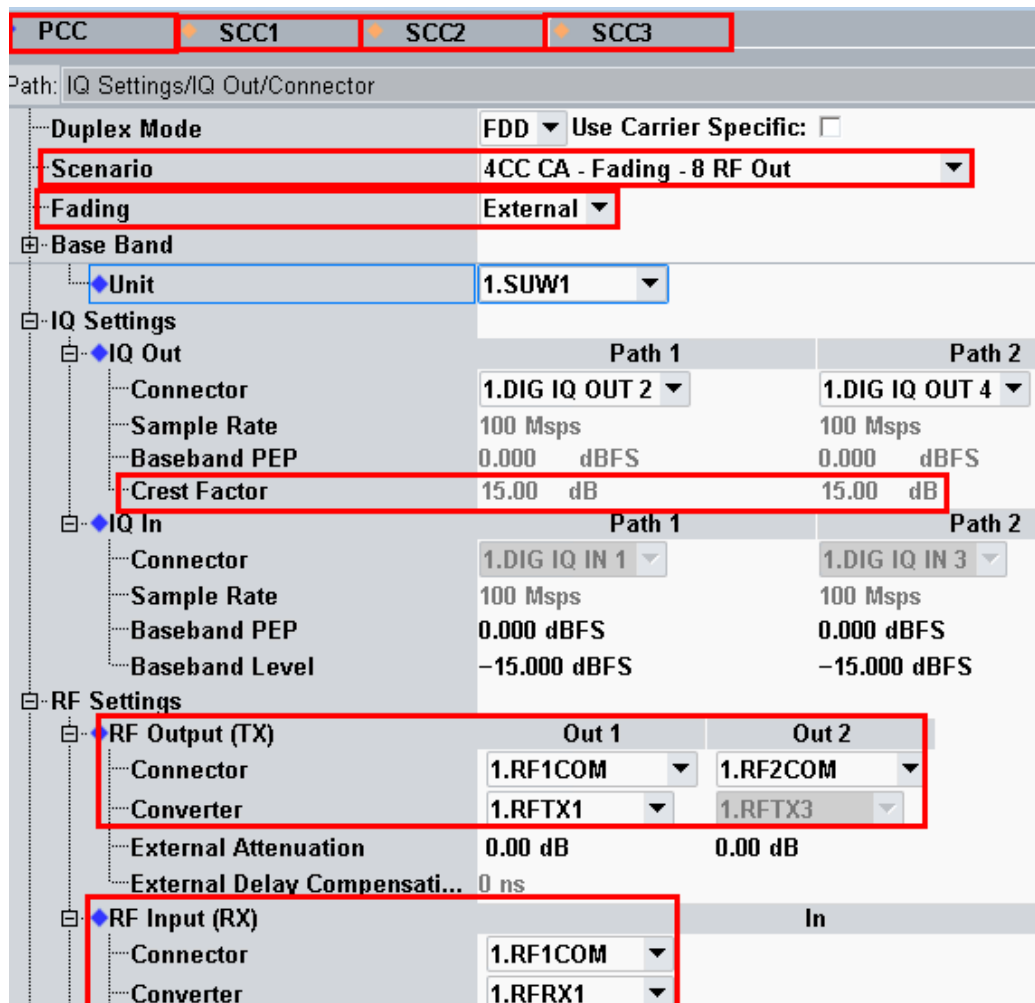 PCC SCC1 SCC2 SCC3
Path: IQ Settings/IQ Out/Connector
Duplex Mode FDD Use Carrier Specific:
Scenario 4CC CA - Fading - 8 RF Out
Fading External
Base Band
Unit 1.SUW1
IQ Settings
IQ Out Path 1 Path 2
Connector 1.DIG IQ OUT 2 1.DIG IQ OUT 4
Sample Rate 100 Msps 100 Msps
Baseband PEP 0.000 dBFS 0.000 dBFS
Crest Factor 15.00 dB 15.00 dB
IQ In Path 1 Path 2
Connector 1.DIG IQ IN 1 1.DIG IQ IN 3
Sample Rate 100 Msps 100 Msps
Baseband PEP 0.000 dBFS 0.000 dBFS
Baseband Level −15.000 dBFS −15.000 dBFS
RF Settings
RF Output (TX) Out 1 Out 2
Connector 1.RF1COM 1.RF2COM
Converter 1.RFTX1 1.RFTX3
External Attenuation 0.00 dB 0.00 dB
External Delay Compensati... 0 ns
RF Input (RX) In
Connector 1.RF1COM
Converter 1.RFRX1